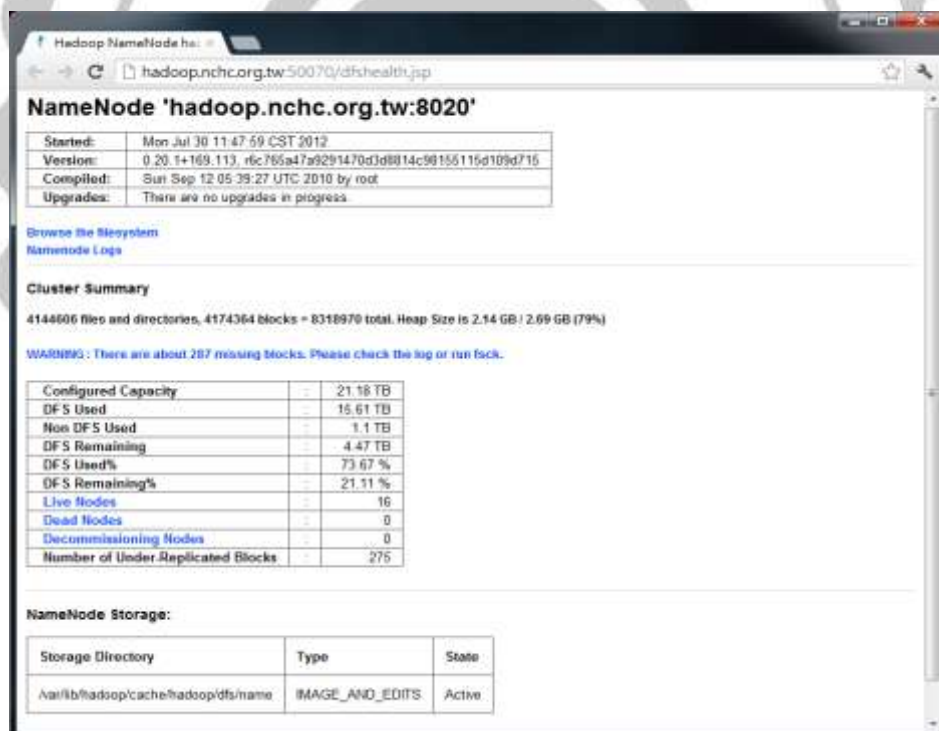 Hadoop NameNode ha
hadoop.nchc.org.tw:50070/dfshealth.jsp
NameNode 'hadoop.nchc.org.tw:8020'
Started: Mon Jul 30 11:47:59 CST 2012
Version: 0.20.1+169.113,
Compiled: Sun Sep 12 05:39:27 UTC 2010 by root
Upgrades: There are no upgrades in progress.
Browse the filesystem
Namenode Logs
Cluster Summary
4144606 files and directories, 4174364 blocks = 8318970 total. Heap Size is 2.14 GB / 2.69 GB (79%)
WARNING : There are about 287 missing blocks. Please check the log or run fsck.
Configured Capacity : 21.18 TB
DFS Used : 15.61 TB
Non DFS Used : 1.1 TB
DFS Remaining : 4.47 TB
DFS Used% : 73.67 %
DFS Remaining% : 21.11 %
Live Nodes : 16
Dead Nodes : 0
Decommissioning Nodes : 0
Number of Under-Replicated Blocks : 275
NameNode Storage:
Storage Directory Type State
/var/lib/hadoop/cache/hadoop/dfs/name IMAGE_AND_EDITS Active